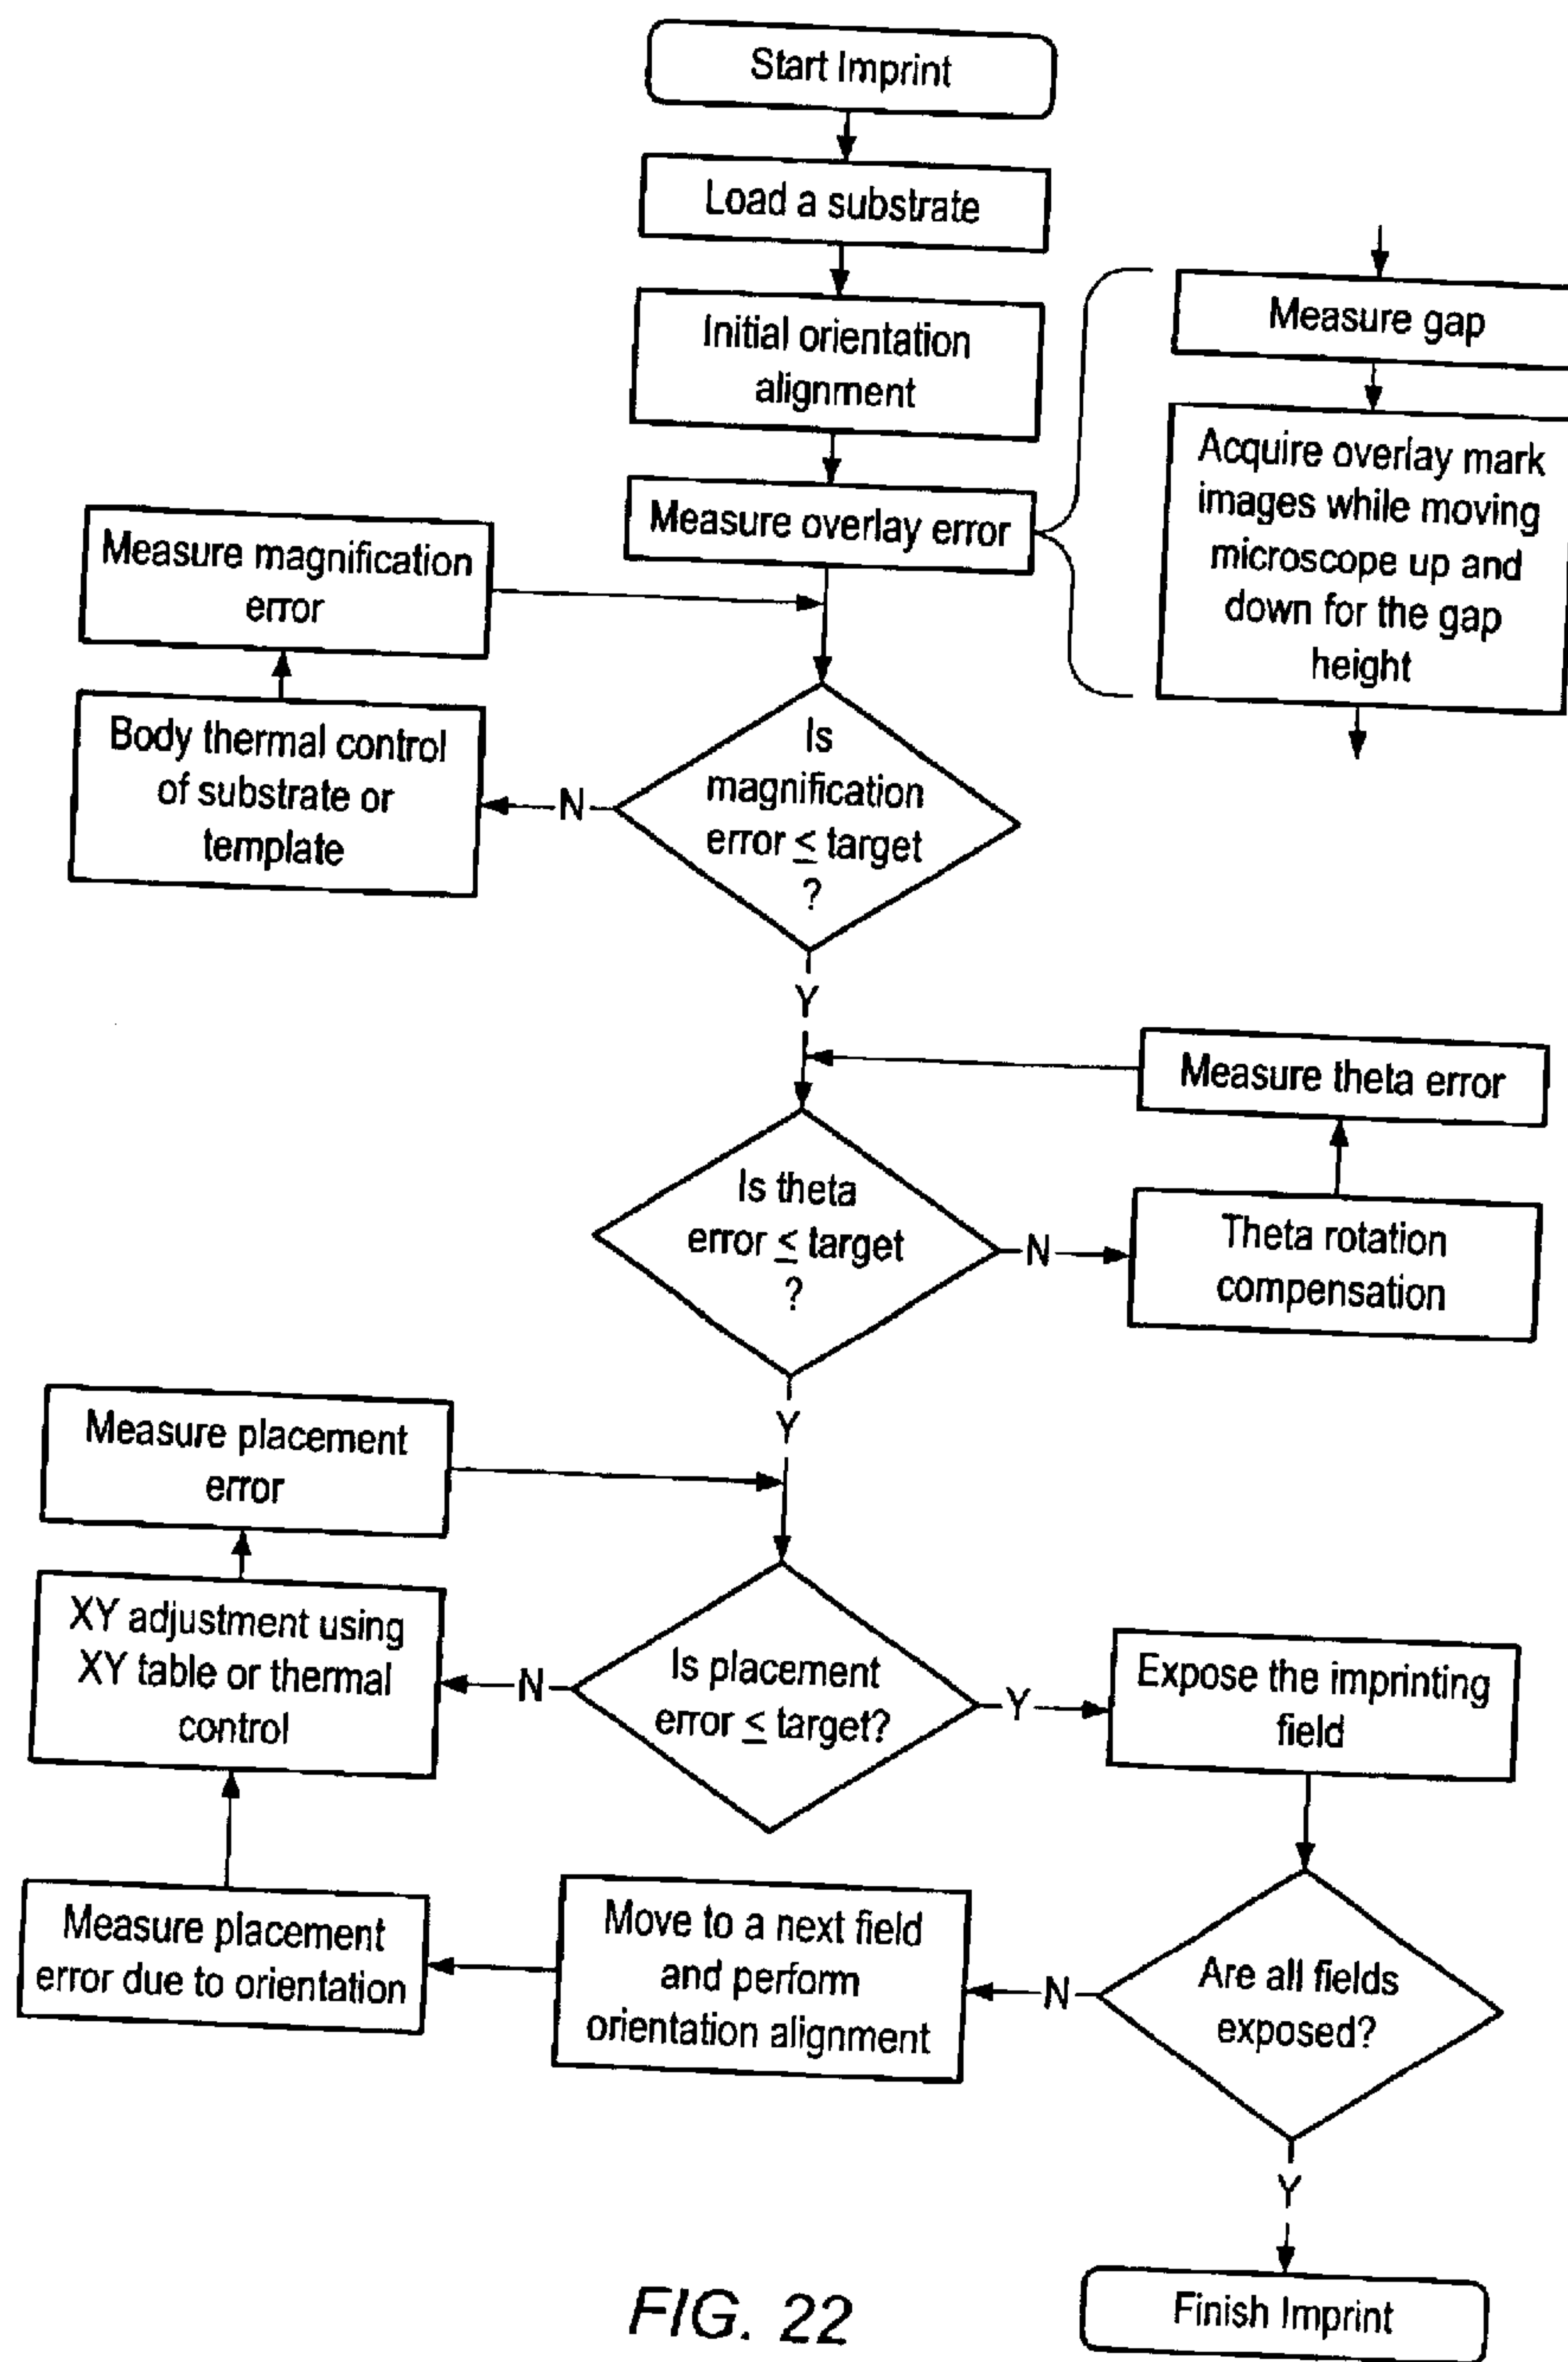 Start Imprint
Load a substrate
Initial orientation
alignment
Measure overlay error
Measure gap
Acquire overlay mark
images while moving
microscope up and
down for the gap
height
Measure magnification
error
Body thermal control
of substrate or
template
N
Is
magnification
error ≤ target
?
Y
Measure theta error
Is theta
error ≤ target
?
N
Theta rotation
compensation
Y
Measure placement
error
XY adjustment using
XY table or thermal
control
N
Is placement
error ≤ target?
Y
Expose the imprinting
field
Measure placement
error due to orientation
Move to a next field
and perform
orientation alignment
N
Are all fields
exposed?
Y
Finish Imprint
FIG. 22